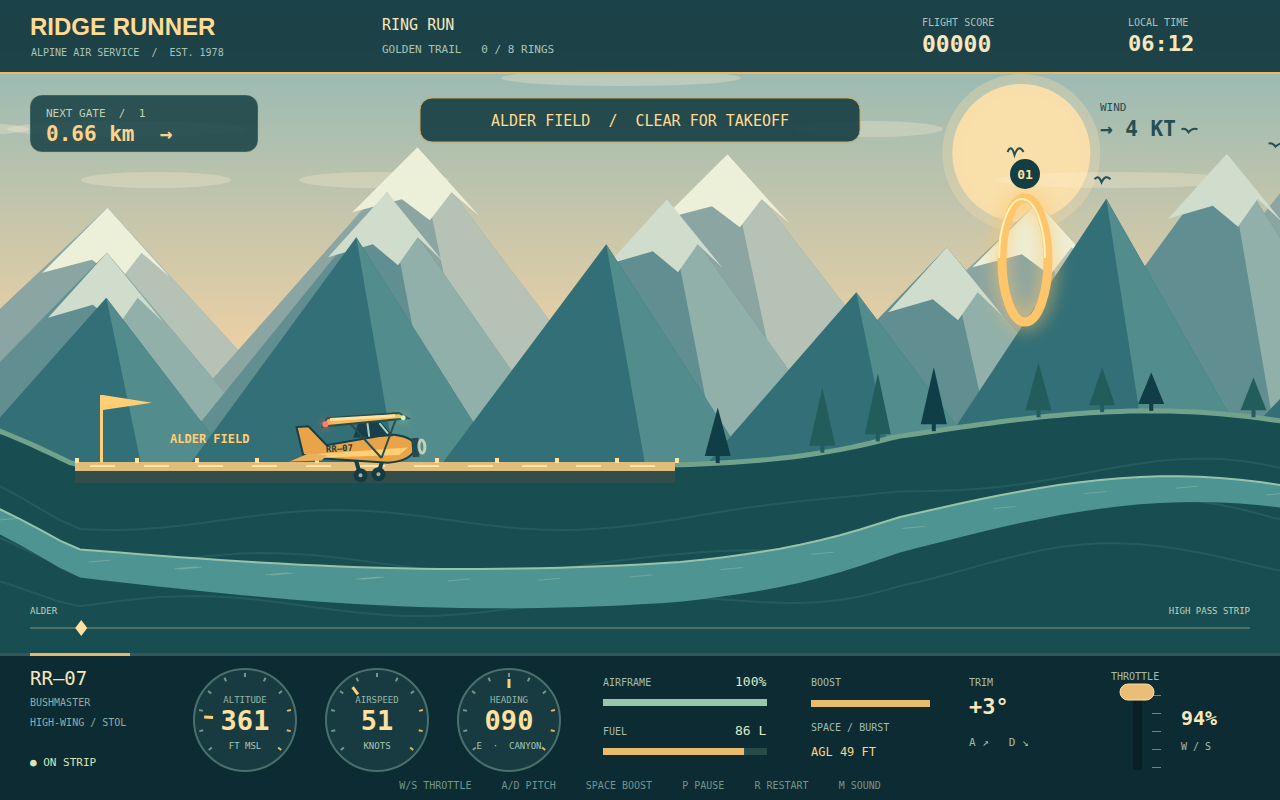 RIDGE RUNNER
ALPINE AIR SERVICE / EST. 1978
RING RUN
GOLDEN TRAIL 0 / 8 RINGS
FLIGHT SCORE
00000
LOCAL TIME
06:12
NEXT GATE / 1
0.66 km →
ALDER FIELD / CLEAR FOR TAKEOFF
WIND
→ 4 KT
01
ALDER FIELD
RR—07
ALDER
HIGH PASS STRIP
RR—07
BUSHMASTER
HIGH-WING / STOL
● ON STRIP
ALTITUDE
361
FT MSL
AIRSPEED
51
KNOTS
HEADING
090
E · CANYON
AIRFRAME 100%
FUEL 86 L
BOOST
SPACE / BURST
AGL 49 FT
TRIM
+3°
A ↗ D ↘
THROTTLE
94%
W / S
W/S THROTTLE A/D PITCH SPACE BOOST P PAUSE R RESTART M SOUND